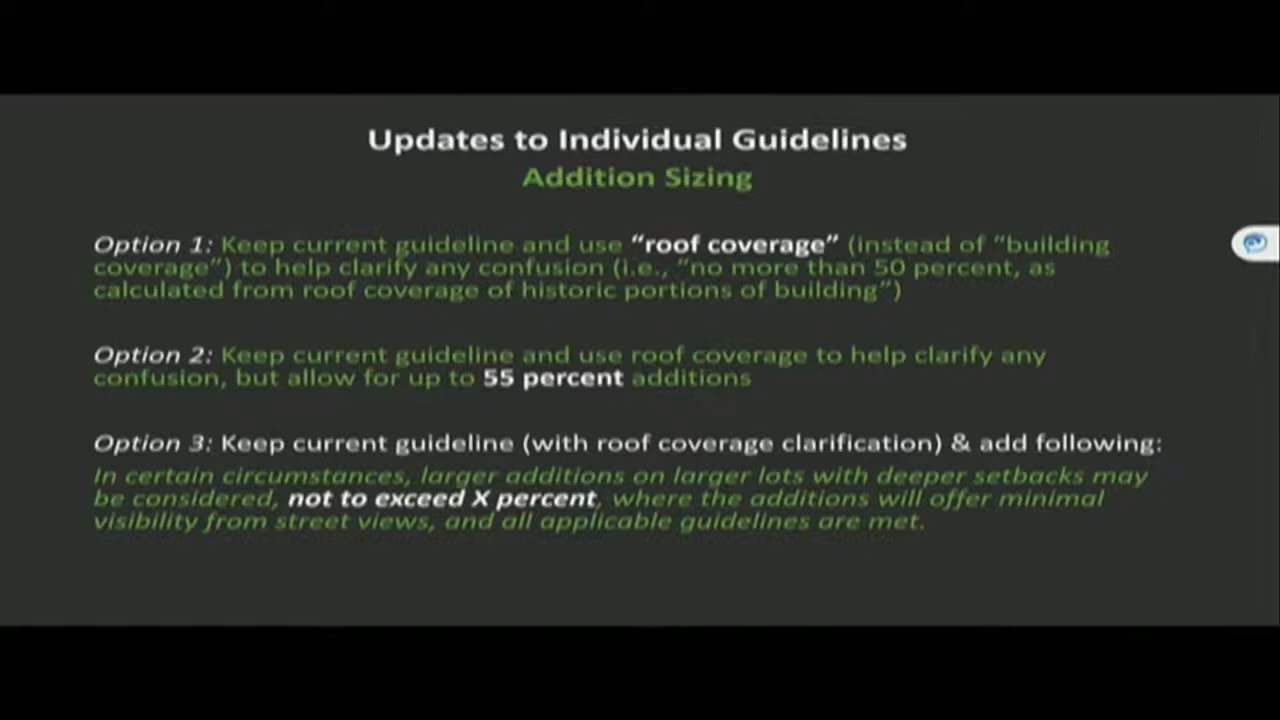 Updates to Individual Guidelines
Addition Sizing
Option 1: Keep current guideline and use “roof coverage” (instead of “building
coverage”) to help clarify any confusion (i.e., “no more than 50 percent, as
calculated from roof coverage of historic portions of building”)
Option 2: Keep current guideline and use roof coverage to help clarify any
confusion, but allow for up to 55 percent additions
Option 3: Keep current guideline (with roof coverage clarification) & add following:
In certain circumstances, larger additions on larger lots with deeper setbacks may
be considered, not to exceed X percent, where the additions will offer minimal
visibility from street views, and all applicable guidelines are met.